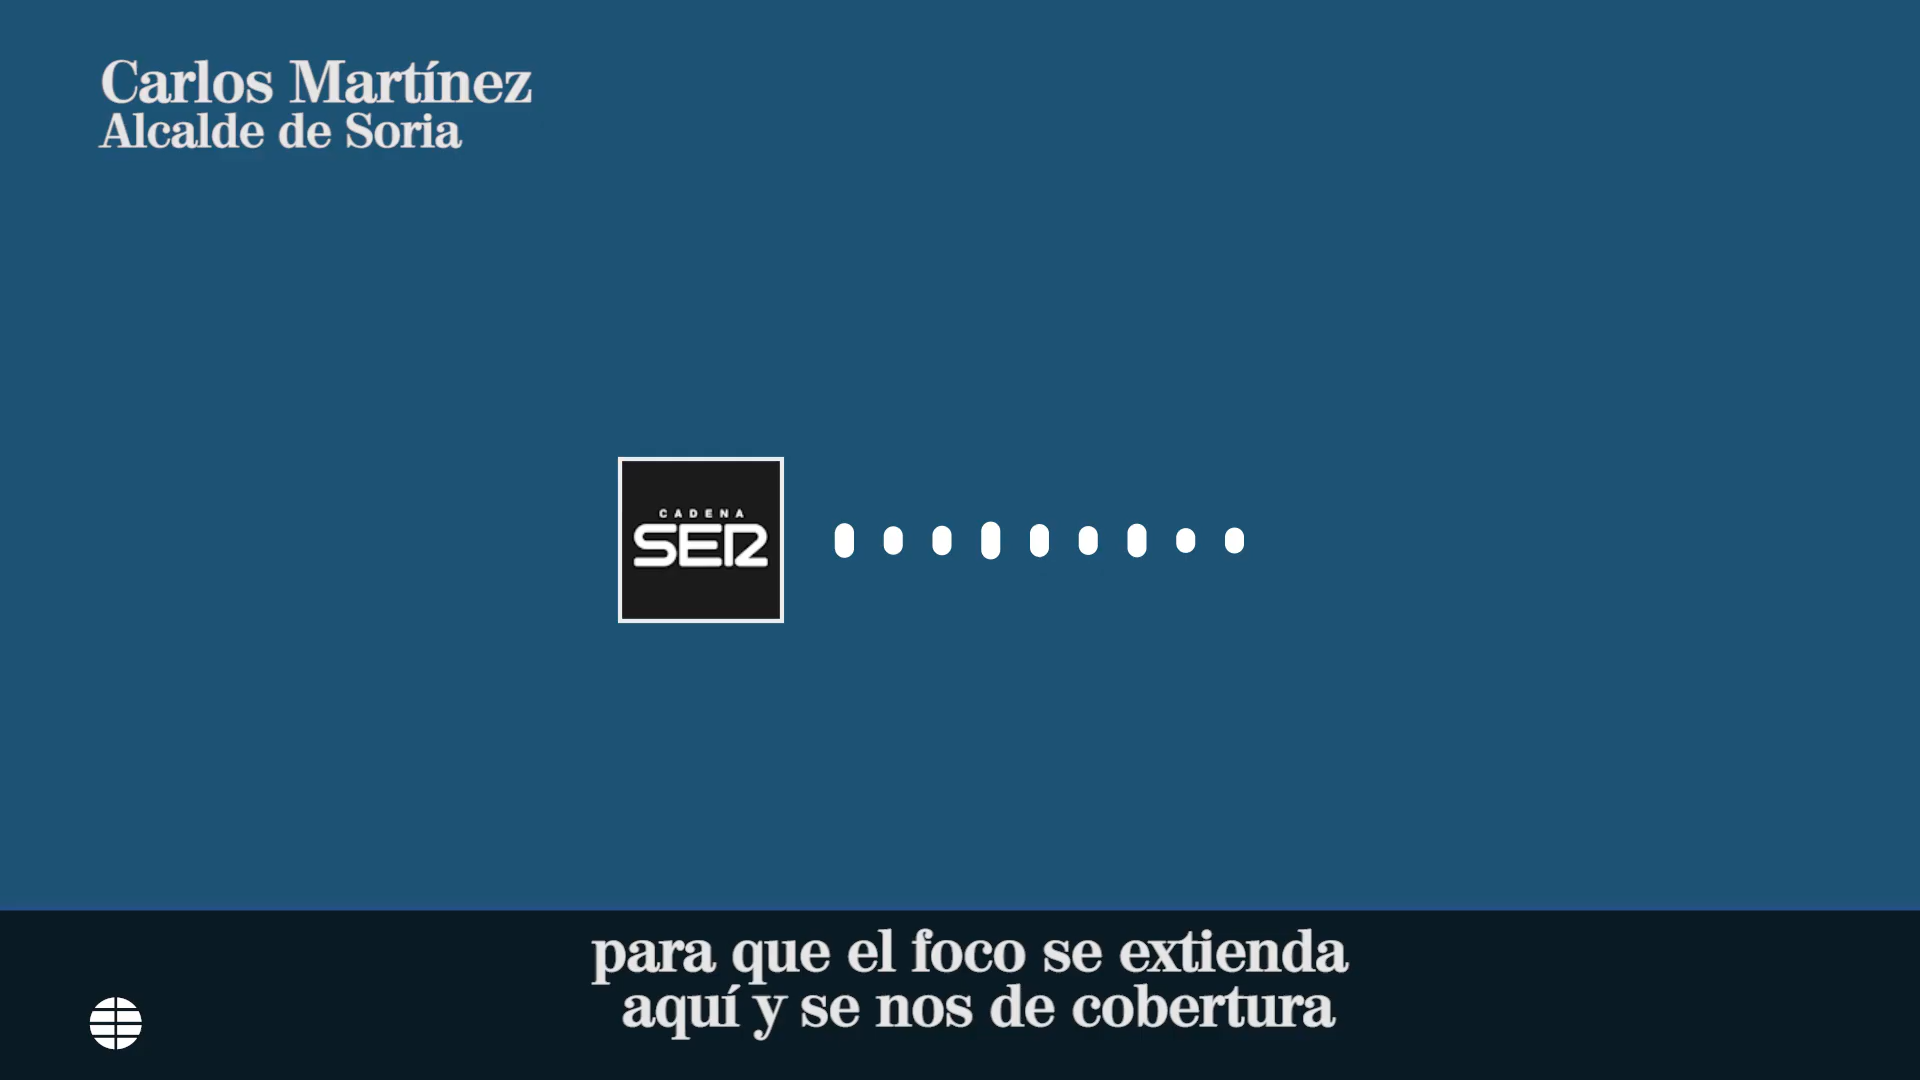 Carlos Martínez
Alcalde de Soria
CADENA
SER
para que el foco se extienda
aquí y se nos de cobertura